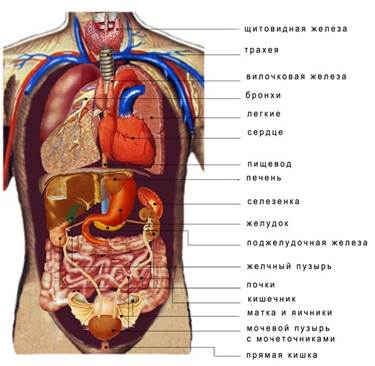 щитовидная железа
трахея
вилочковая железа
бронхи
легкие
сердце
пищевод
печень
селезенка
желудок
поджелудочная железа
желчный пузырь
почки
кишечник
матка и яичники
мочевой пузырь
с мочеточниками
прямая кишка